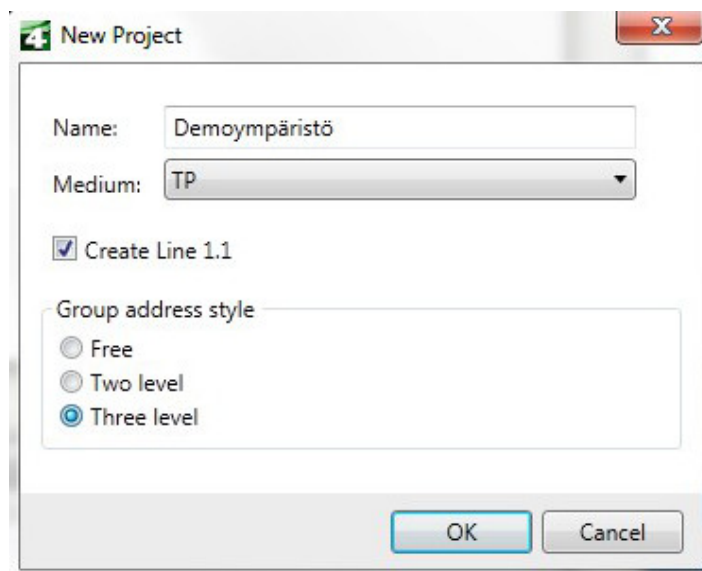 4 New Project
X
Name: Demoympäristö
Medium: TP
Create Line 1.1
Group address style
Free
Two level
Three level
OK Cancel